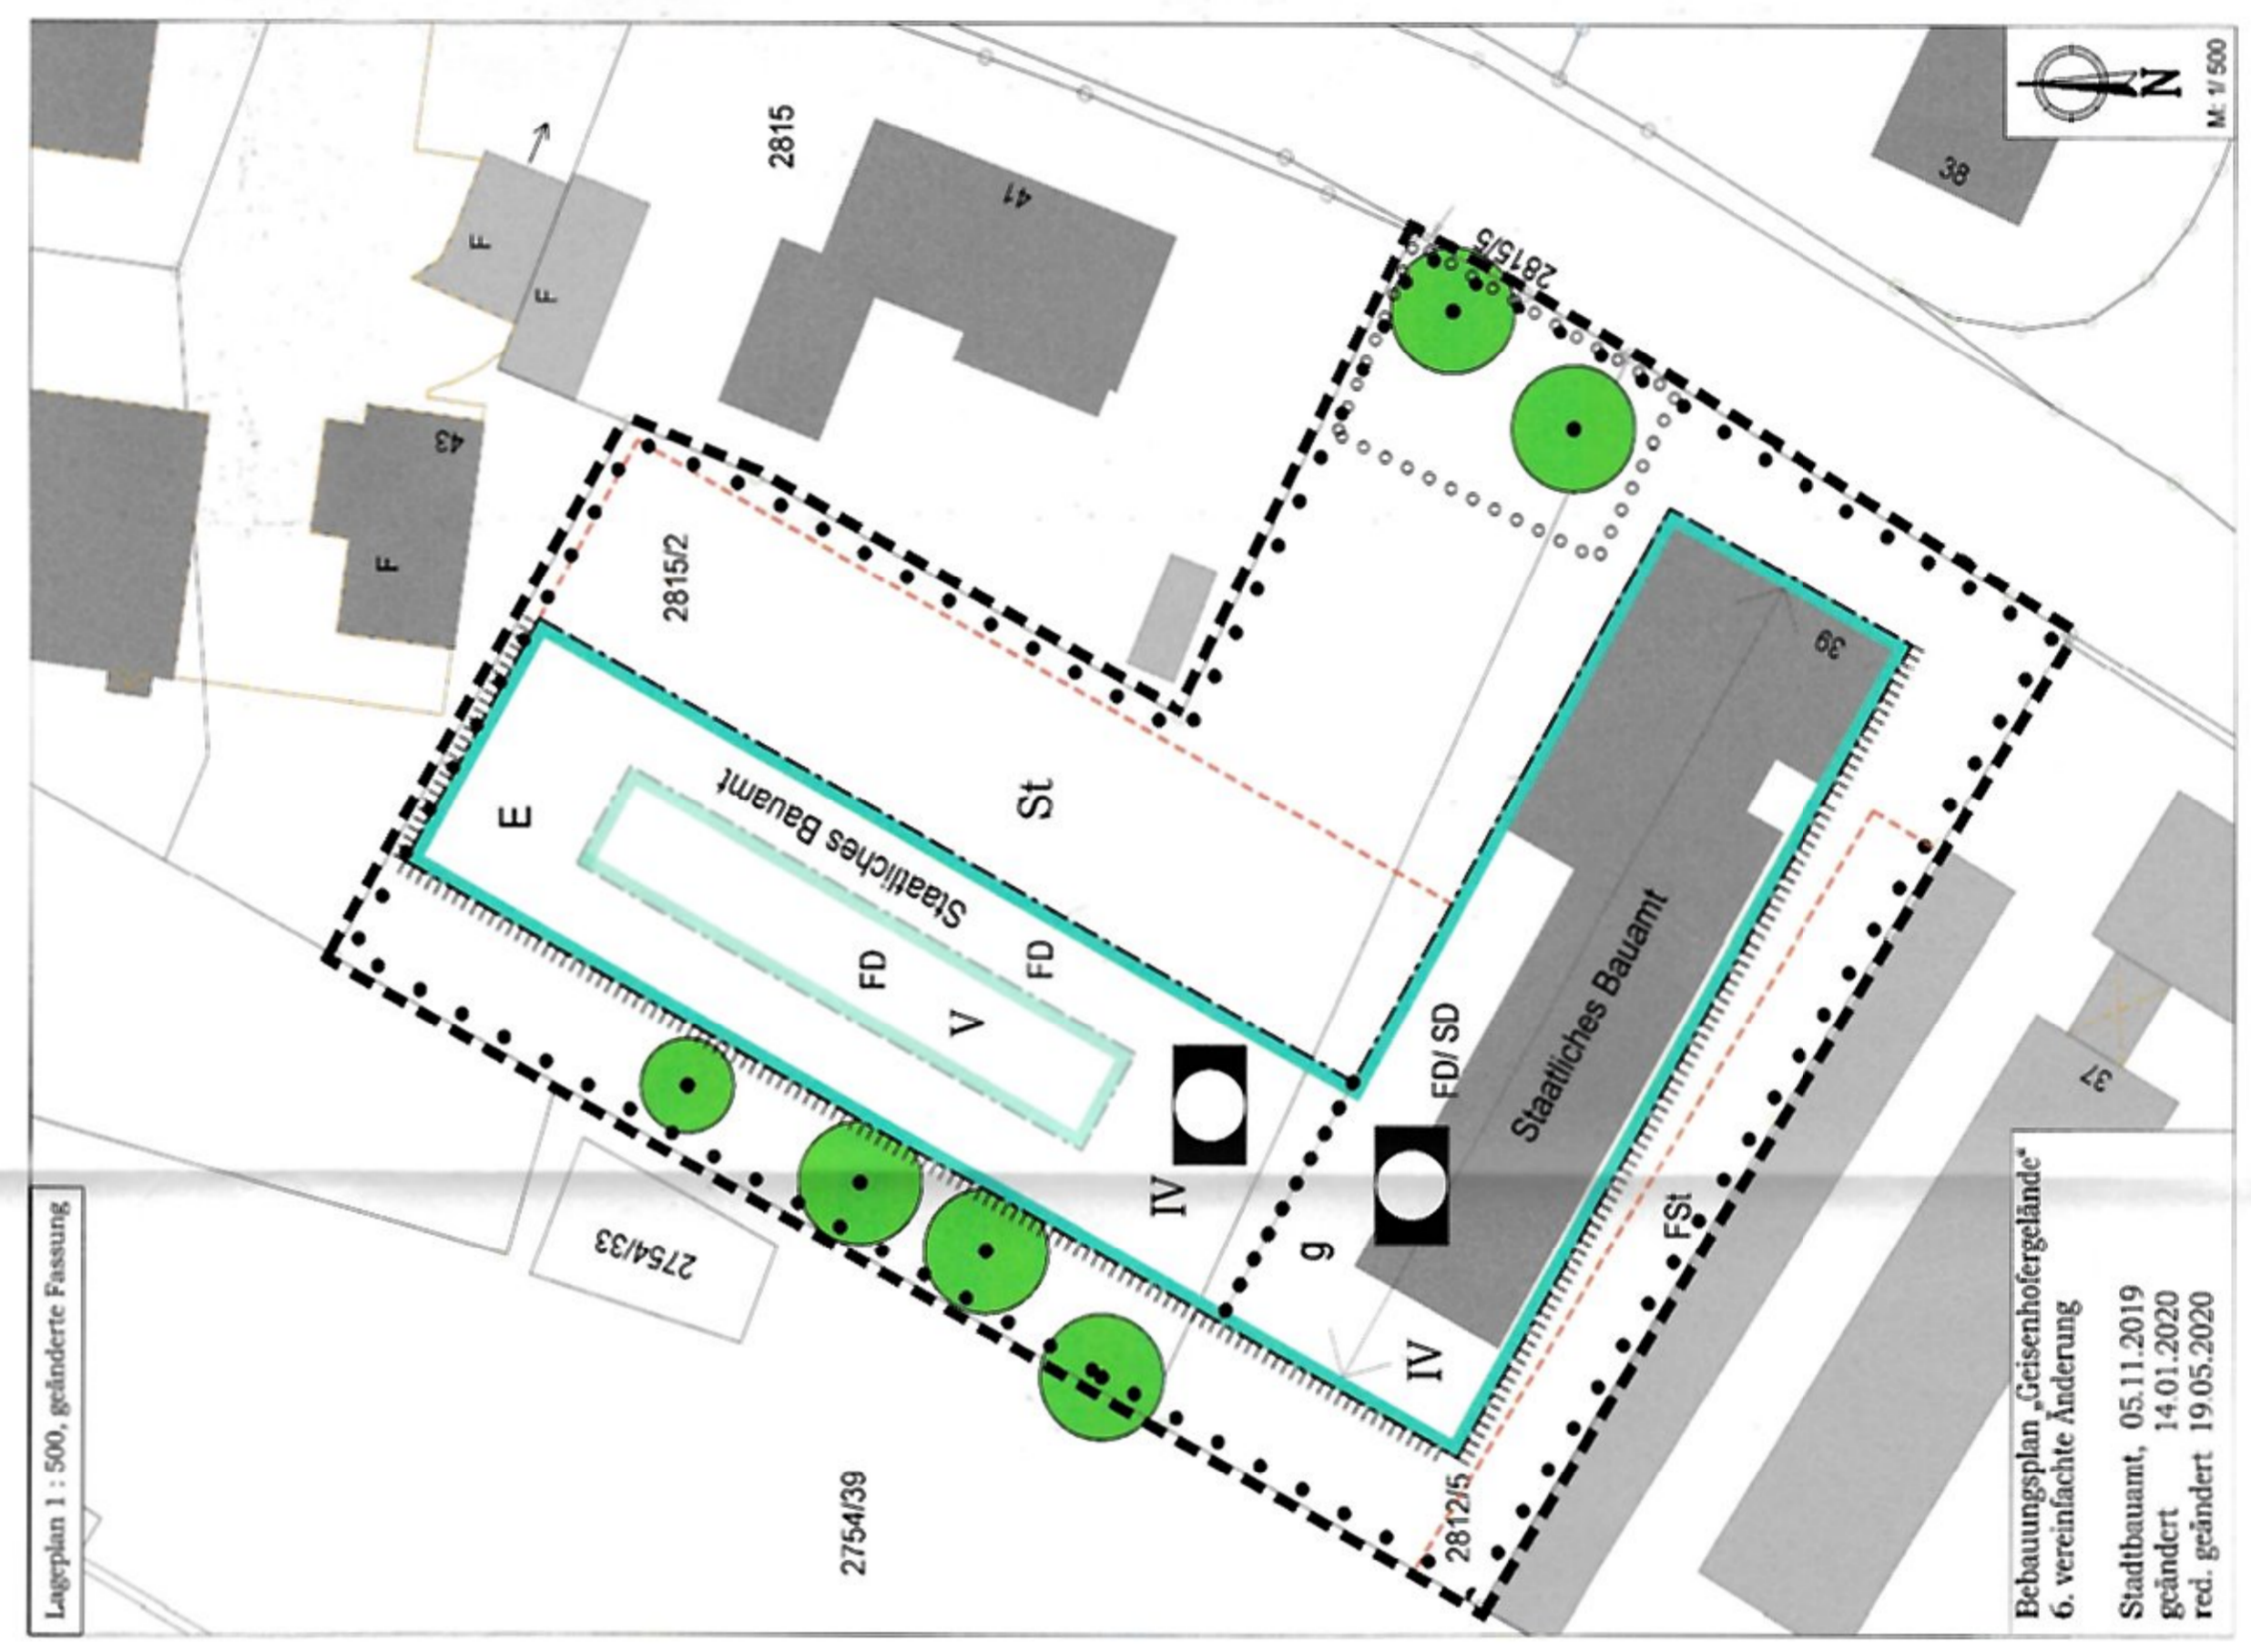 Lageplan 1 : 500, geänderte Fassung
N
M: 1/ 500
2815
41
38
F
F
2815/5
43
F
2815/2
39
E
Staatliches Bauamt
St
FD
FD
V
FD/ SD
Staatliches Bauamt
37
IV
g
FSt
IV
2754/33
2754/39
2812/5
Bebauungsplan „Geisenhofergelände“
6. vereinfachte Änderung
Stadtbauamt, 05.11.2019
geändert 14.01.2020
red. geändert 19.05.2020